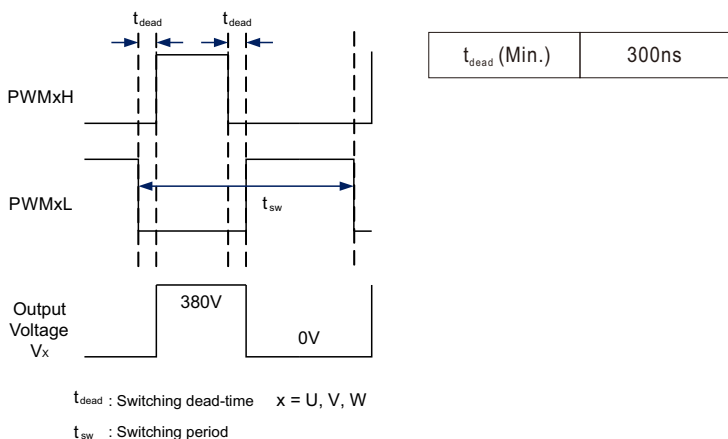 tdead tdead
tdead (Min.) 300ns
PWMxH
PWMxL
tsw
380V
Output
Voltage
Vx
0V
tdead : Switching dead-time x = U, V, W
tsw : Switching period